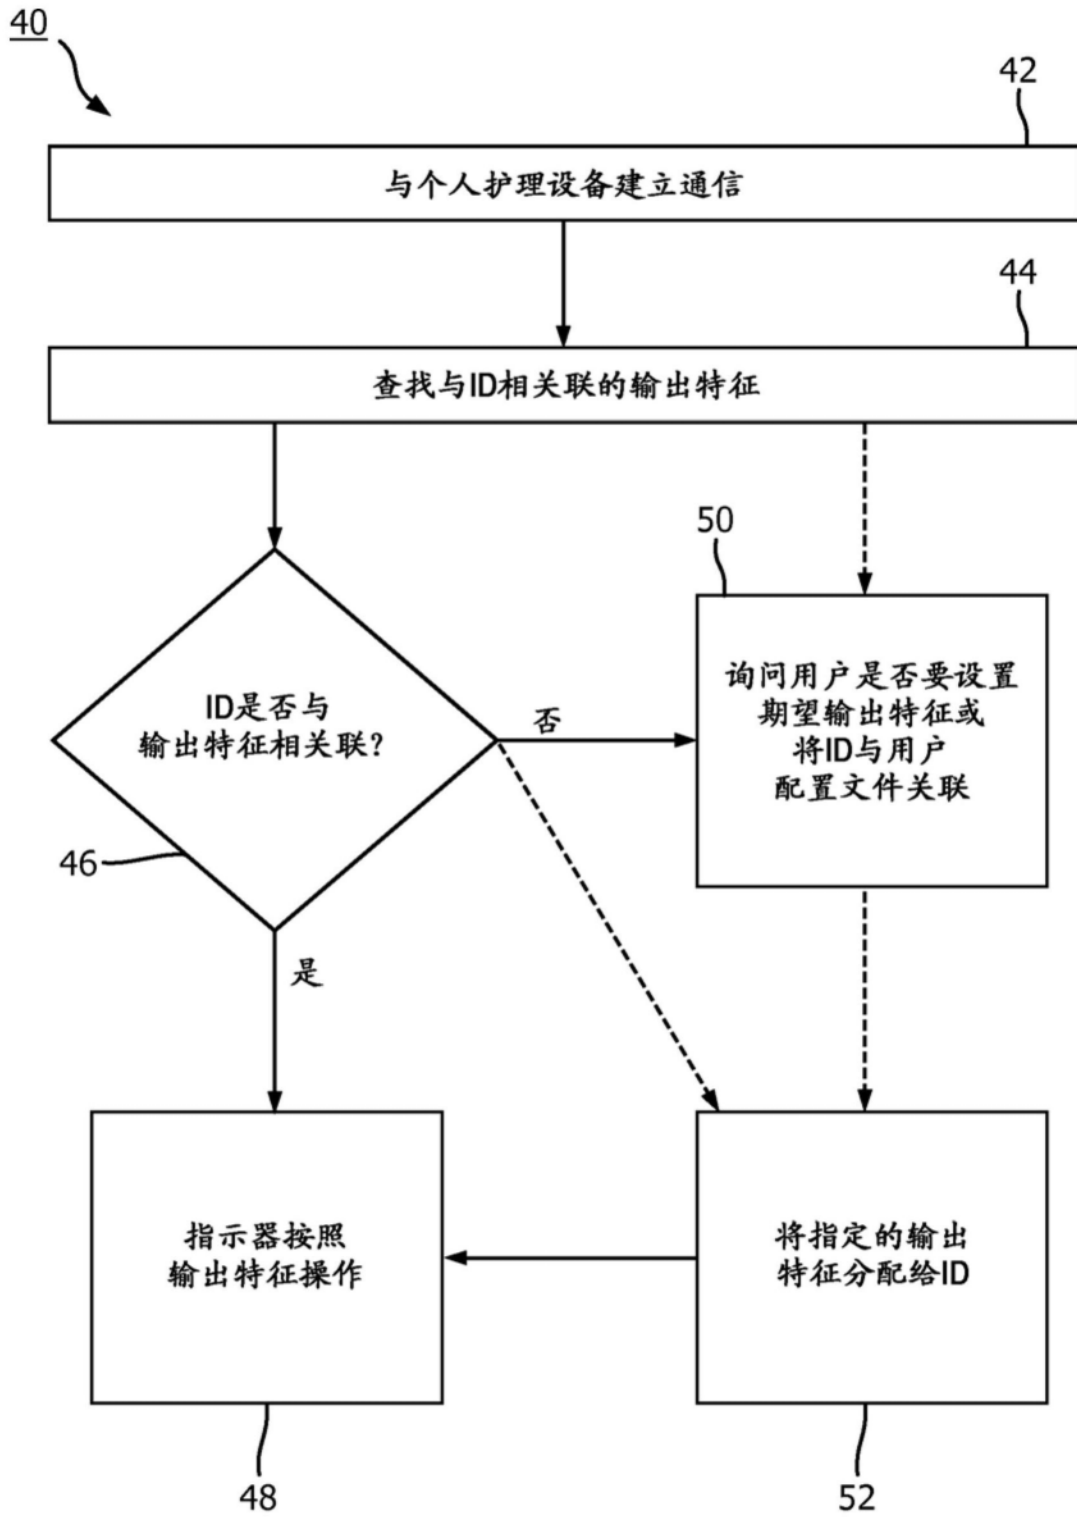 40
42
与个人护理设备建立通信
44
查找与ID相关联的输出特征
50
ID是否与
输出特征相关联?
否
询问用户是否要设置
期望输出特征或
将ID与用户
配置文件关联
46
是
指示器按照
输出特征操作
将指定的输出
特征分配给ID
48
52